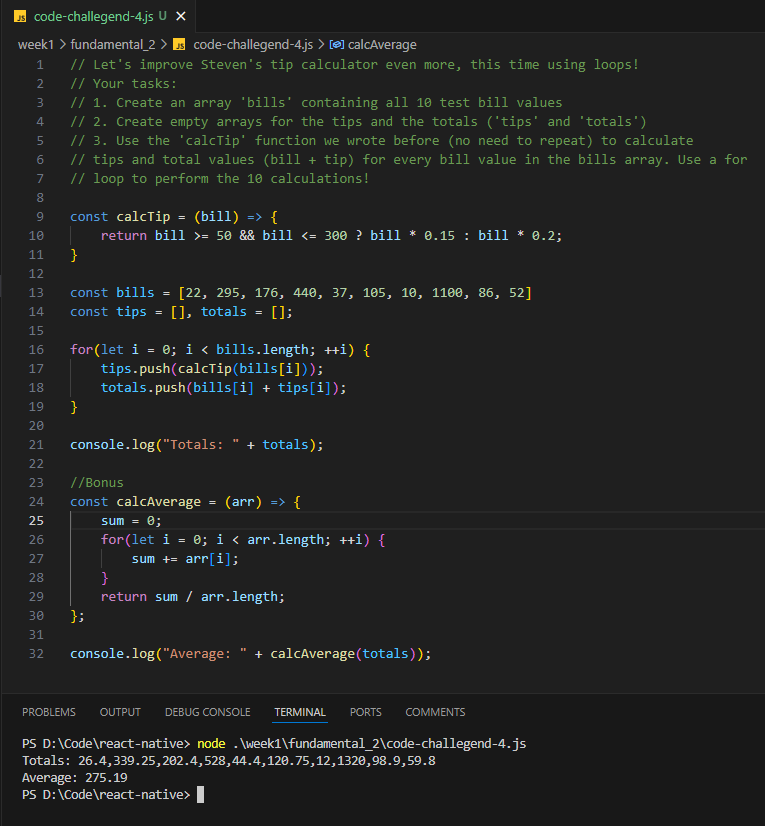 JS code-challegend-4.js U ×
week1 > fundamental_2 > JS code-challegend-4.js > calcAverage
1 // Let's improve Steven's tip calculator even more, this time using loops!
2 // Your tasks:
3 // 1. Create an array 'bills' containing all 10 test bill values
4 // 2. Create empty arrays for the tips and the totals ('tips' and 'totals')
5 // 3. Use the 'calcTip' function we wrote before (no need to repeat) to calculate
6 // tips and total values (bill + tip) for every bill value in the bills array. Use a for
7 // loop to perform the 10 calculations!
8
9 const calcTip = (bill) => {
10     return bill >= 50 && bill <= 300 ? bill * 0.15 : bill * 0.2;
11 }
12
13 const bills = [22, 295, 176, 440, 37, 105, 10, 1100, 86, 52]
14 const tips = [], totals = [];
15
16 for(let i = 0; i < bills.length; ++i) {
17     tips.push(calcTip(bills[i]));
18     totals.push(bills[i] + tips[i]);
19 }
20
21 console.log("Totals: " + totals);
22
23 //Bonus
24 const calcAverage = (arr) => {
25     sum = 0;
26     for(let i = 0; i < arr.length; ++i) {
27         sum += arr[i];
28     }
29     return sum / arr.length;
30 };
31
32 console.log("Average: " + calcAverage(totals));
PROBLEMS OUTPUT DEBUG CONSOLE TERMINAL PORTS COMMENTS
PS D:\Code\react-native> node .\week1\fundamental_2\code-challegend-4.js
Totals: 26.4,339.25,202.4,528,44.4,120.75,12,1320,98.9,59.8
Average: 275.19
PS D:\Code\react-native>